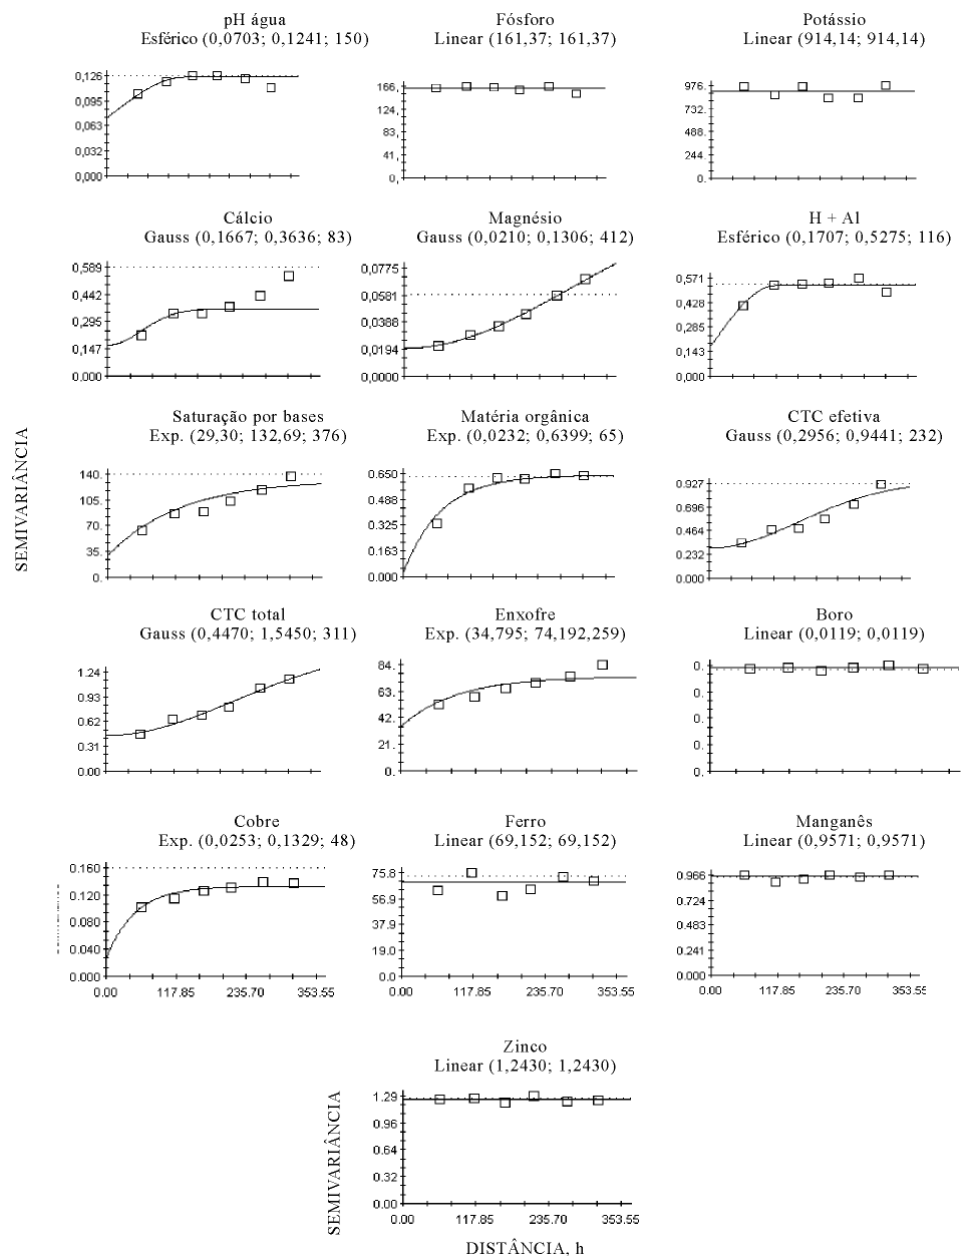 pH água
Esférico (0,0703; 0,1241; 150)
0,126
0,095
0,063
0,032
0,000
Fósforo
Linear (161,37; 161,37)
166,
124,
83,
41,
0,
Potássio
Linear (914,14; 914,14)
976.
732.
488.
244
0.
Cálcio
Gauss (0,1667; 0,3636; 83)
0,589
0,442
0,295
0,147
0.000
Magnésio
Gauss (0,0210; 0,1306; 412)
0,0775
0,0581
0,0388
0,0194
0,0000
H + Al
Esférico (0,1707; 0,5275; 116)
0,571
0,428
0,285
0,143
0,000
SEMIVARIÂNCIA
Saturação por bases
Exp. (29,30; 132,69; 376)
140.
105.
70.
35.
0.
Matéria orgânica
Exp. (0,0232; 0,6399; 65)
0.650
0.488
0.325
0.163
0.000
CTC efetiva
Gauss (0,2956; 0,9441; 232)
0.927
0.696
0.464
0.232
0.000
CTC total
Gauss (0,4470; 1,5450; 311)
1.24
0.93
0.62
0.31
0.00
Enxofre
Exp. (34,795; 74,192,259)
84.
63.
42.
21.
0.
Boro
Linear (0,0119; 0,0119)
0.
0.
0.
0.
0.
Cobre
Exp. (0,0253; 0,1329; 48)
0.160
0.120
0.080
0.040
0.000
0.00 117.85 235.70 353.55
Ferro
Linear (69,152; 69,152)
75.8
56.9
37.9
19.0
0.0
0.00 117.85 235.70 353.55
Manganês
Linear (0,9571; 0,9571)
0.966
0.724
0.483
0.241
0.000
0.00 117.85 235.70 353.55
Zinco
Linear (1,2430; 1,2430)
SEMIVARIÂNCIA
1.29
0.96
0.64
0.32
0.00
0.00 117.85 235.70 353.55
DISTÂNCIA, h